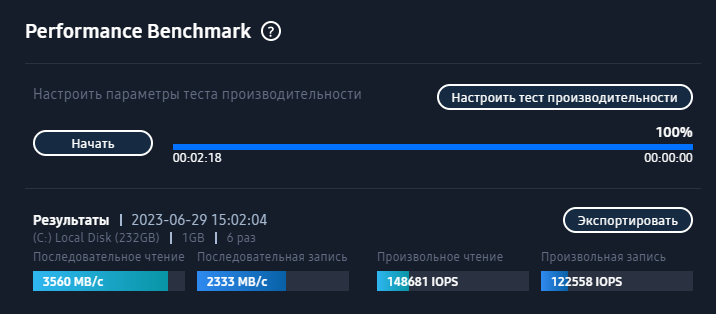 Performance Benchmark ?
Настроить параметры теста производительности
Настроить тест производительности
100%
Начать
00:02:18 00:00:00
Результаты | 2023-06-29 15:02:04
Экспортировать
(C:) Local Disk (232GB) | 1GB | 6 раз
Последовательное чтение Последовательная запись Произвольное чтение Произвольная запись
3560 MB/c 2333 MB/c 148681 IOPS 122558 IOPS